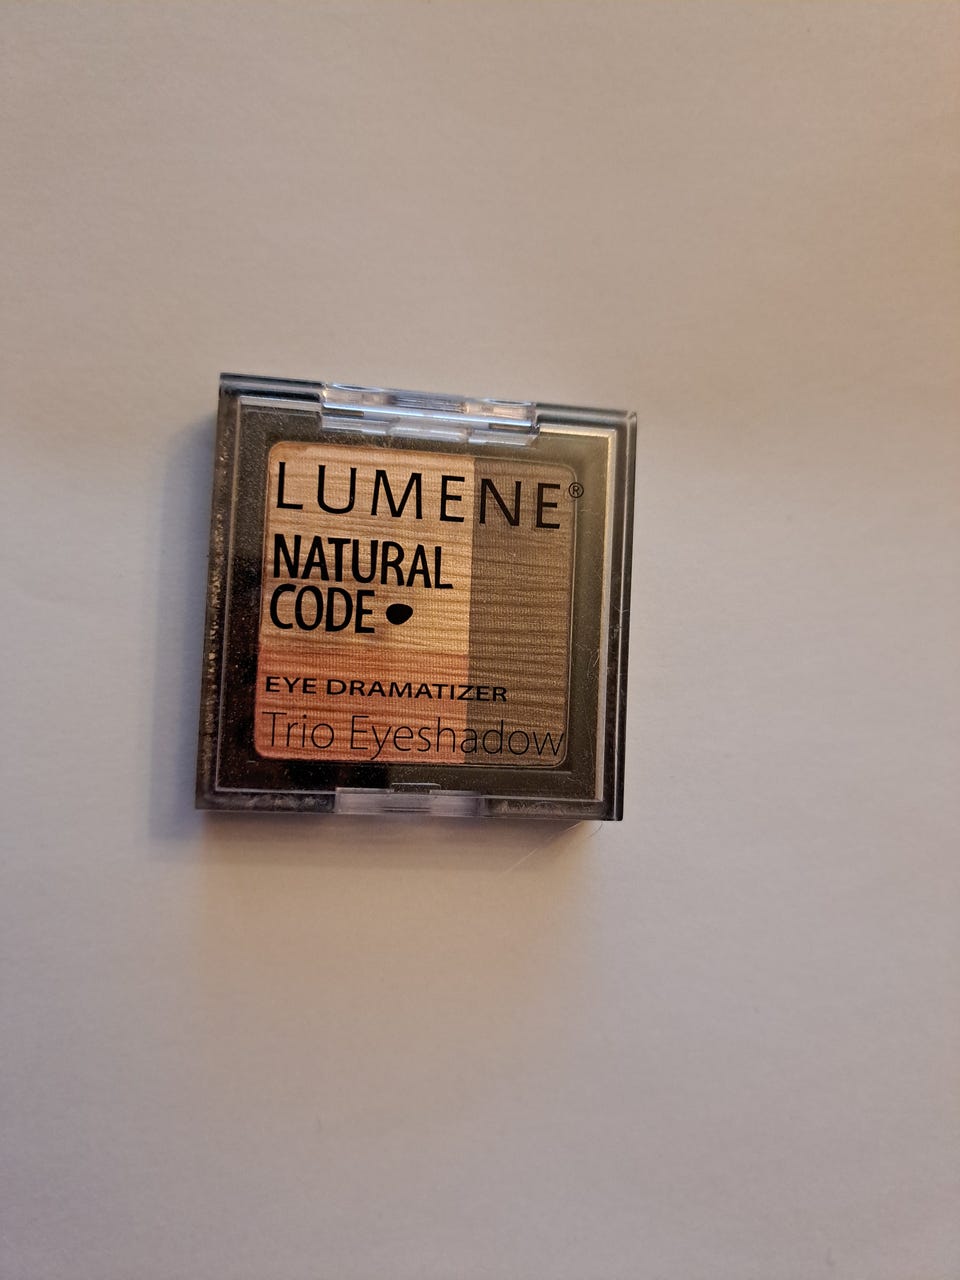 LUMENE®
NATURAL
CODE
EYE DRAMATIZER
Trio Eyeshadow